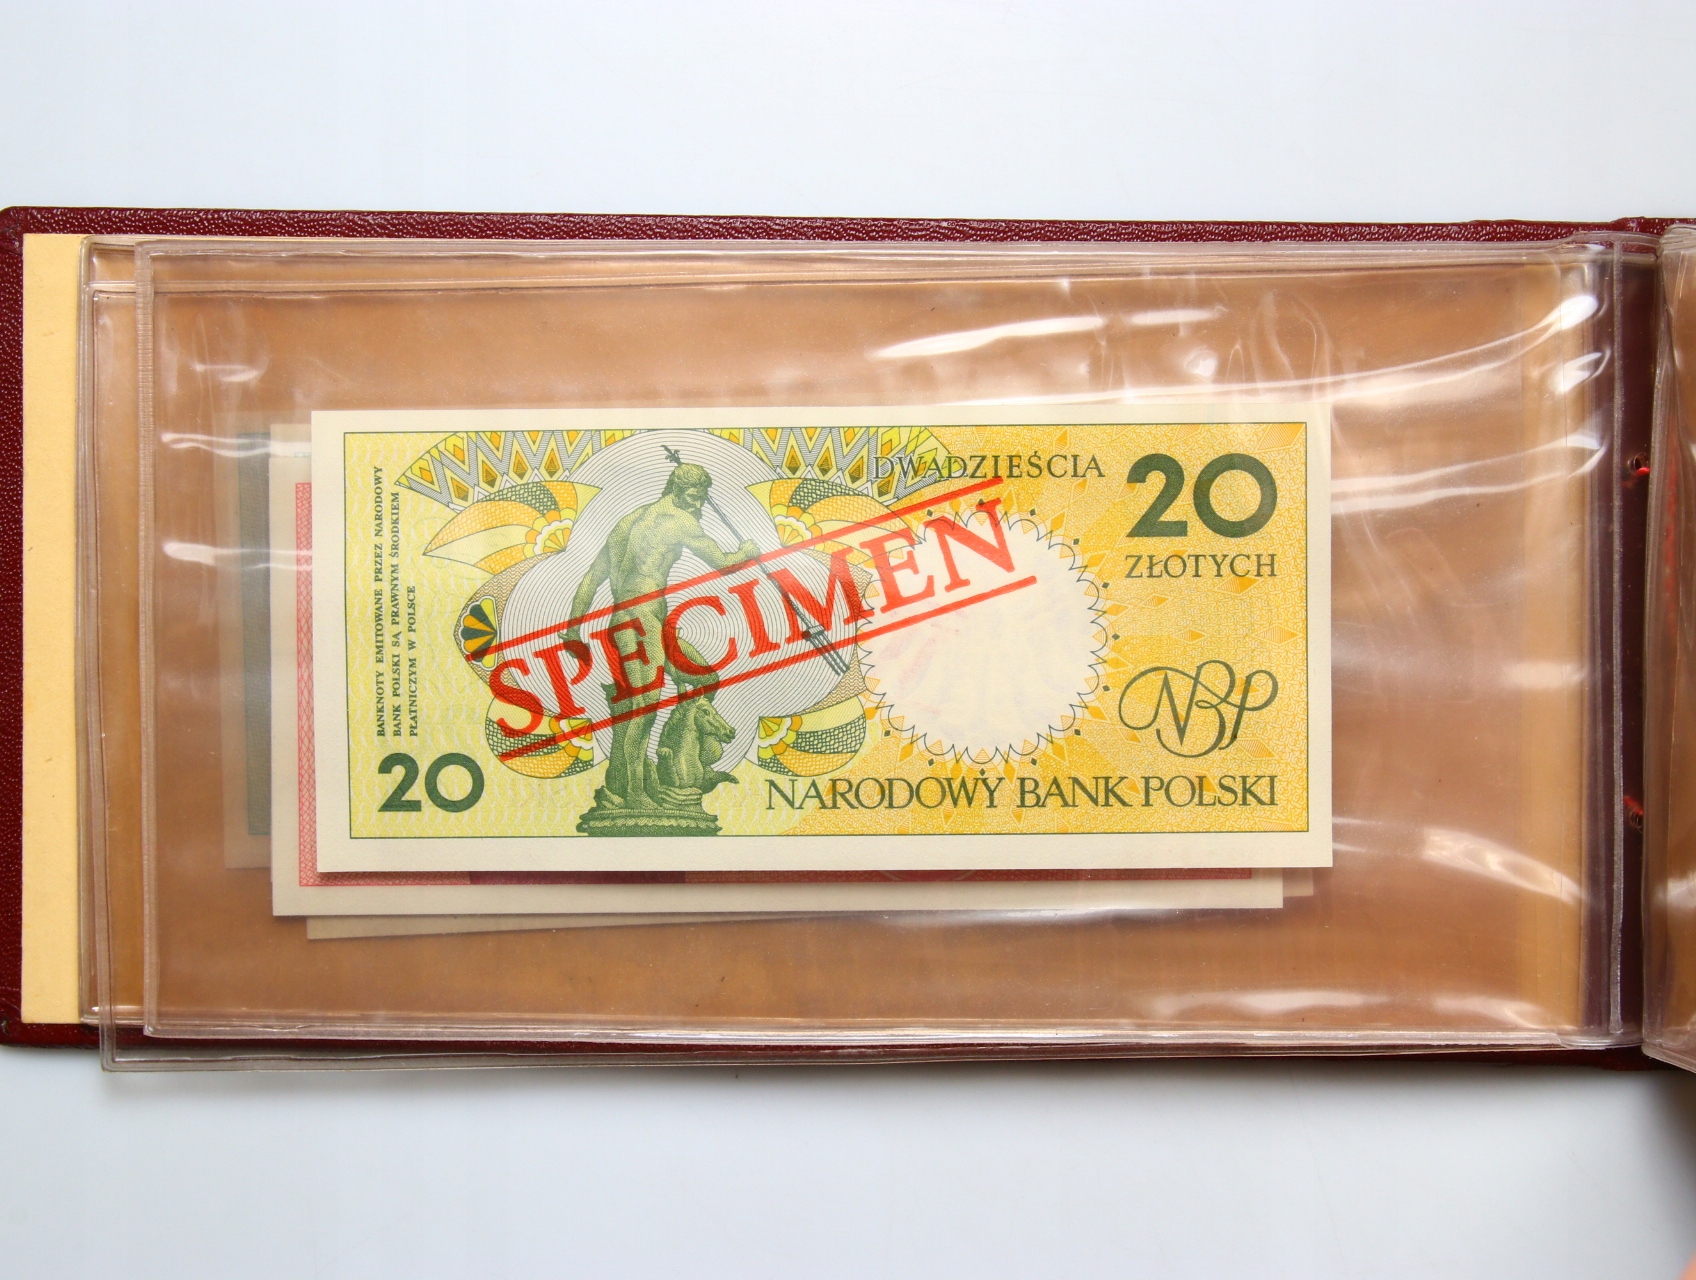 BANKNOTY EMITOWANE PRZEZ NARODOWY
BANK POLSKI SĄ PRAWNYM ŚRODKIEM
PŁATNICZYM W POLSCE
20
SPECIMEN
DWADZIEŚCIA
20
ZŁOTYCH
NBP
NARODOWY BANK POLSKI